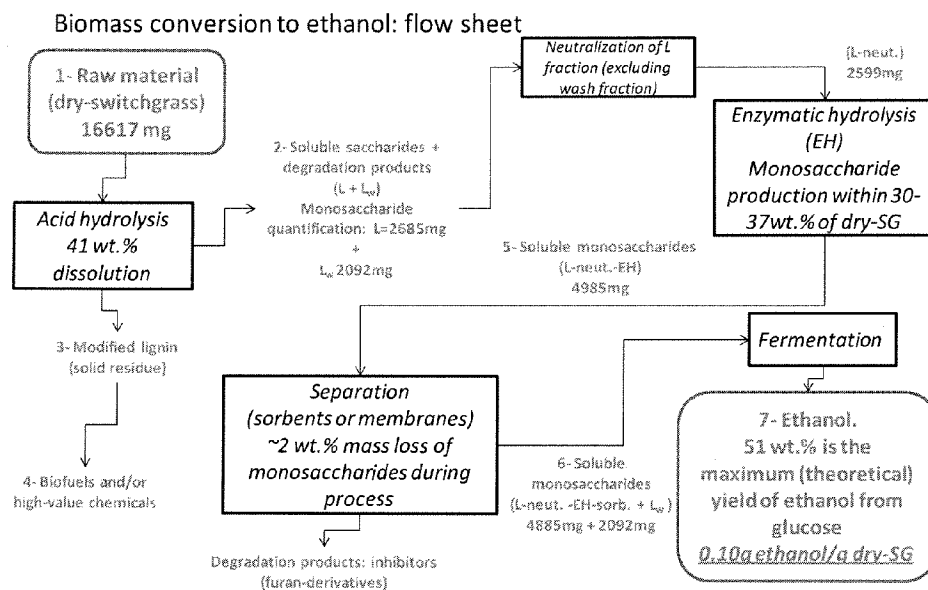 Biomass conversion to ethanol: flow sheet
1- Raw material
(dry-switchgrass)
16617 mg
Acid hydrolysis
41 wt.%
dissolution
2- Soluble saccharides +
degradation products
(L + Lw)
Monosaccharide
quantification: L=2685mg
+
Lw 2092mg
Neutralization of L
fraction (excluding
wash fraction)
(L-neut.)
2599mg
Enzymatic hydrolysis
(EH)
Monosaccharide
production within 30-
37wt.% of dry-SG
5- Soluble monosaccharides
(L-neut.-EH)
4985mg
3- Modified lignin
(solid residue)
4- Biofuels and/or
high-value chemicals
Separation
(sorbents or membranes)
~2 wt.% mass loss of
monosaccharides during
process
Degradation products: inhibitors
(furan-derivatives)
6- Soluble
monosaccharides
(L-neut. -EH-sorb. + Lw)
4885mg + 2092mg
Fermentation
7- Ethanol.
51 wt.% is the
maximum (theoretical)
yield of ethanol from
glucose
0.10g ethanol/g dry-SG